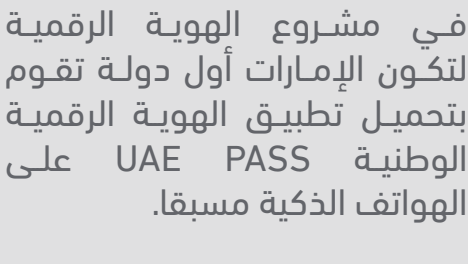 في مشروع الهوية الرقمية
لتكون الإمارات أول دولة تقوم
بتحميل تطبيق الهوية الرقمية
الوطنية UAE PASS على
الهواتف الذكية مسبقا.